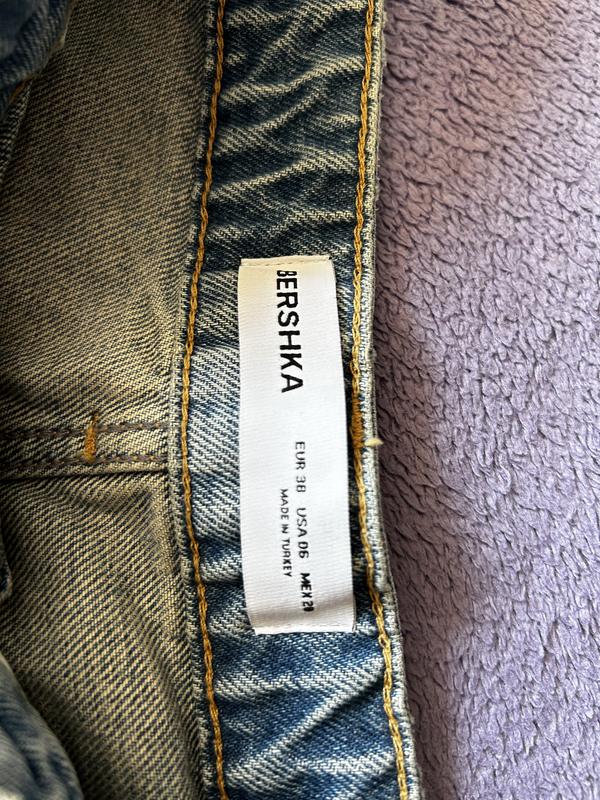 BERSHKA
EUR 38 USA 06 MEX 28
MADE IN TURKEY